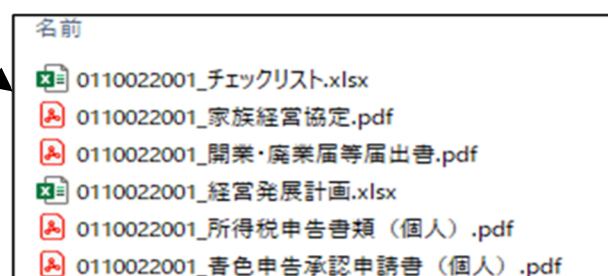 名前
0110022001_チェックリスト.xlsx
0110022001_家族経営協定.pdf
0110022001_開業・廃業届等届出書.pdf
0110022001_経営発展計画.xlsx
0110022001_所得税申告書類（個人）.pdf
0110022001_青色申告承認申請書（個人）.pdf